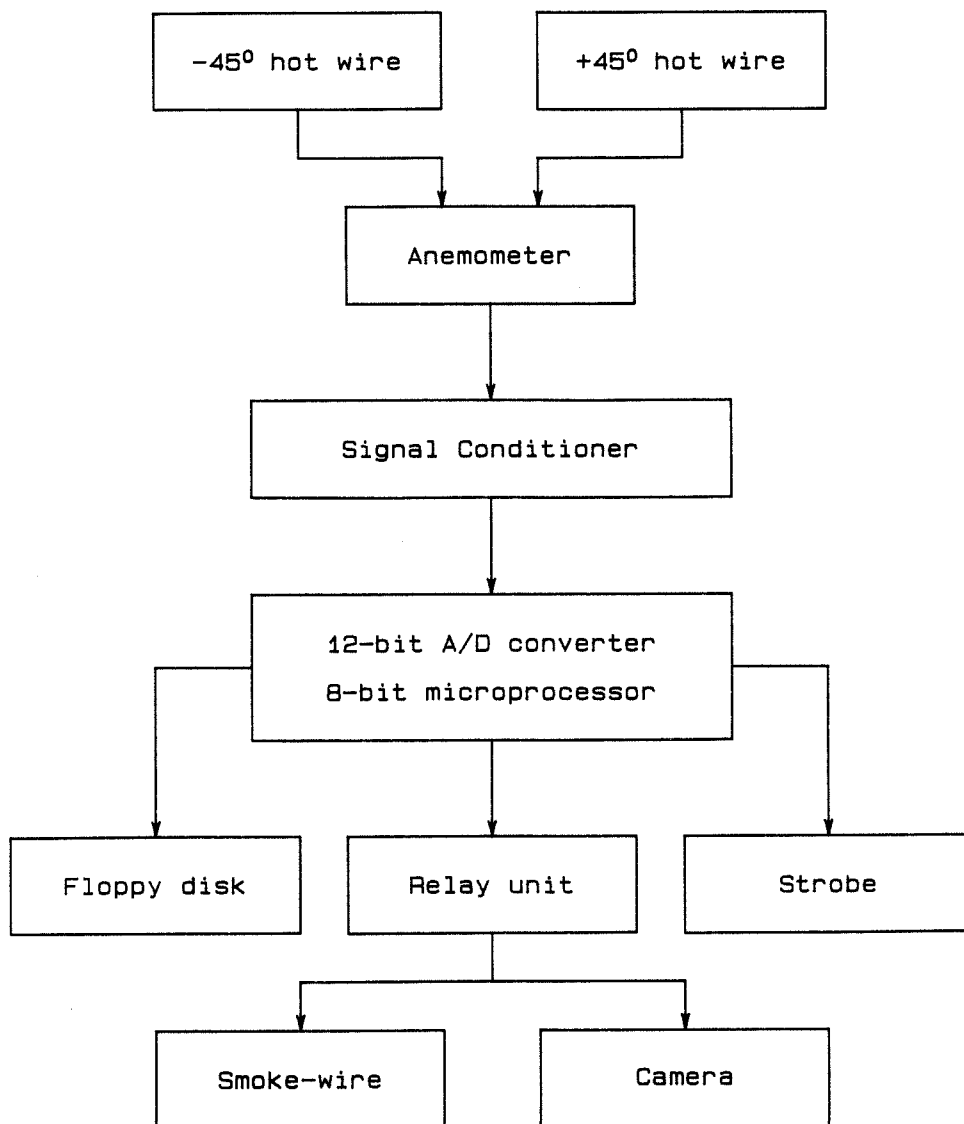 -45⁰ hot wire
+45⁰ hot wire
Anemometer
Signal Conditioner
12-bit A/D converter
8-bit microprocessor
Floppy disk
Relay unit
Strobe
Smoke-wire
Camera